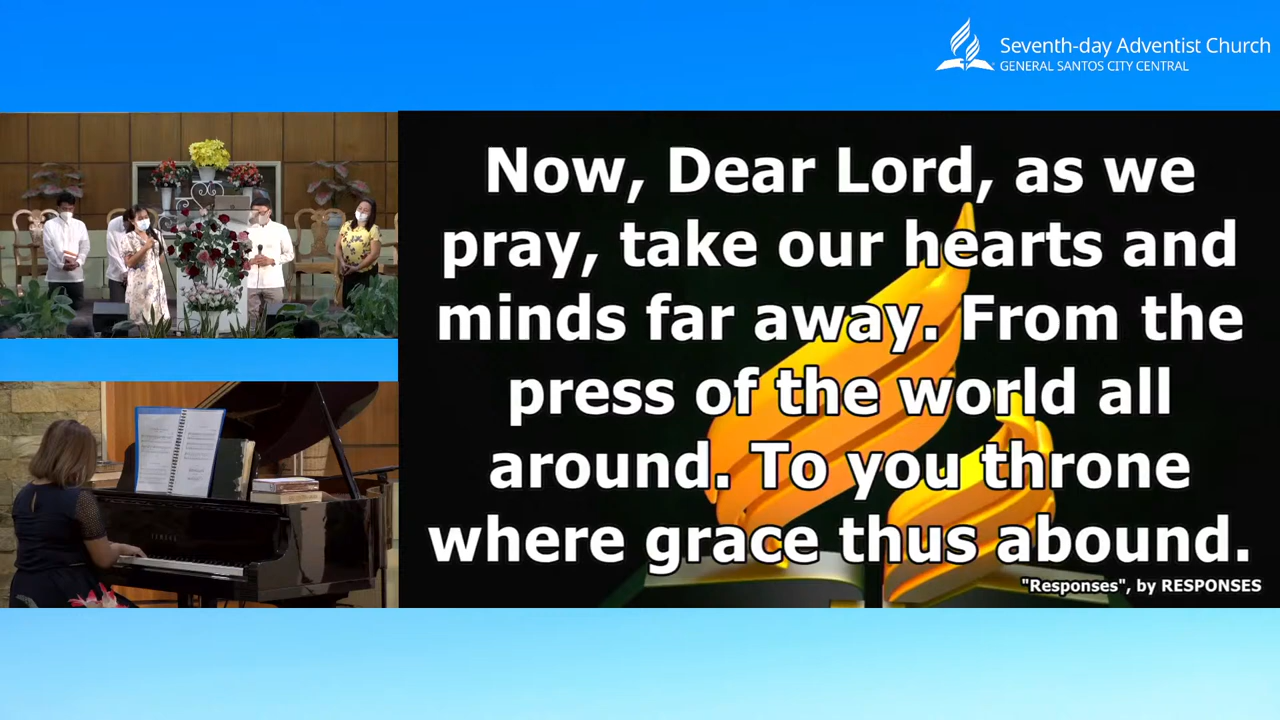 Seventh-day Adventist Church
GENERAL SANTOS CITY CENTRAL
Now, Dear Lord, as we
pray, take our hearts and
minds far away. From the
press of the world all
around. To you throne
where grace thus abound.
"Responses", by RESPONSES
YAMAHA